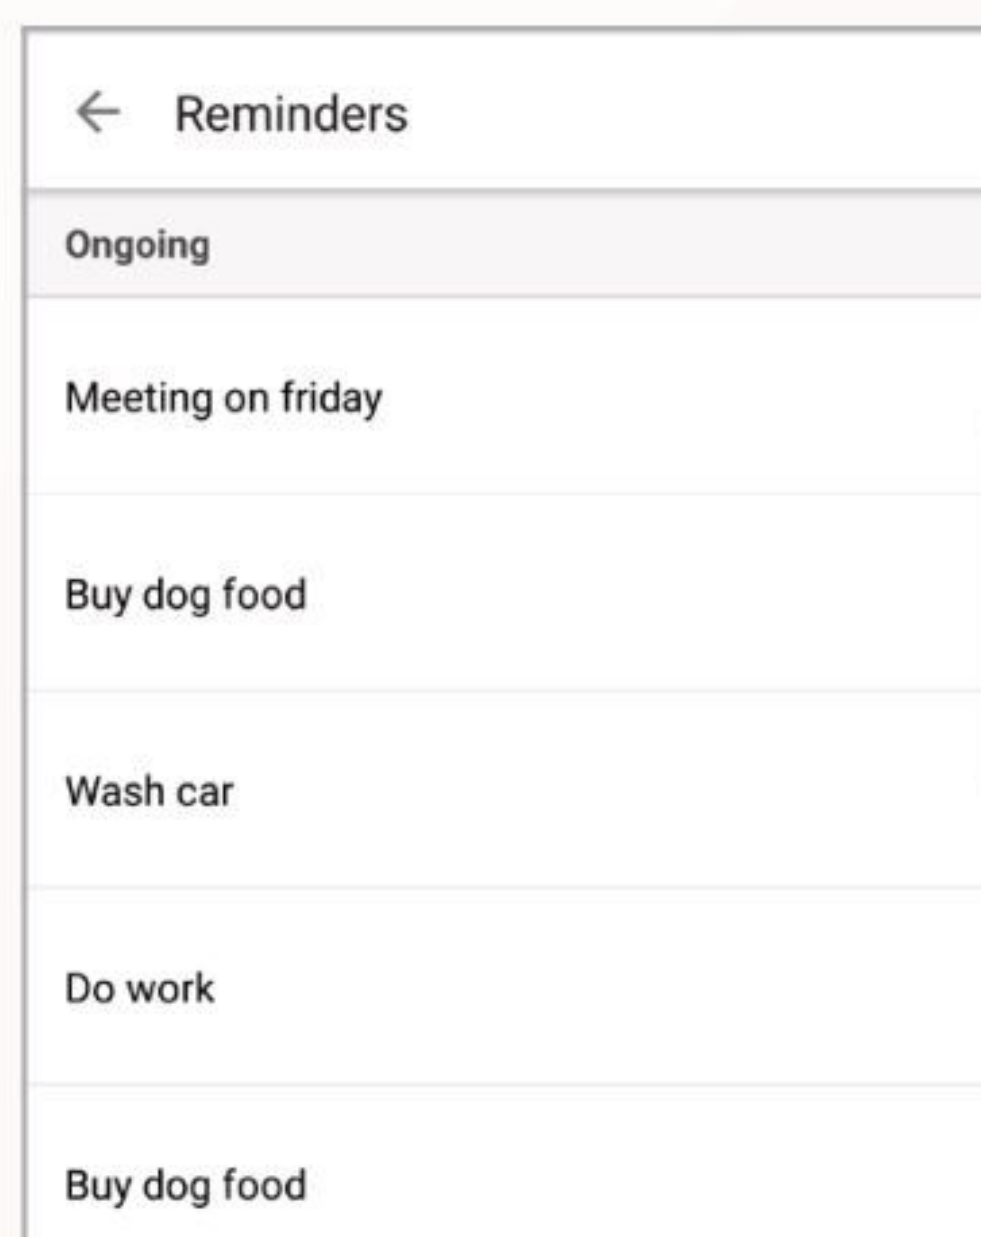 Reminders
Ongoing
Meeting on friday
Buy dog food
Wash car
Do work
Buy dog food